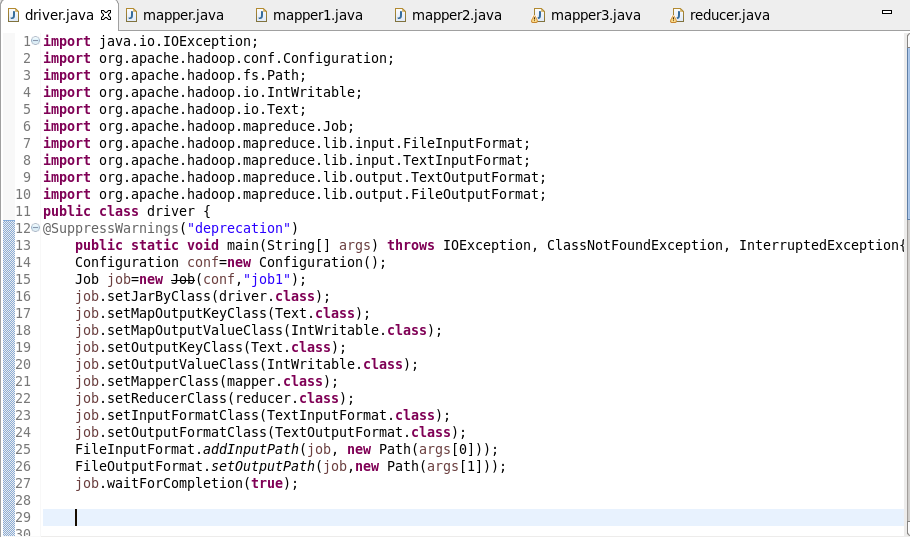 driver.java mapper.java mapper1.java mapper2.java mapper3.java reducer.java
1 import java.io.IOException;
2 import org.apache.hadoop.conf.Configuration;
3 import org.apache.hadoop.fs.Path;
4 import org.apache.hadoop.io.IntWritable;
5 import org.apache.hadoop.io.Text;
6 import org.apache.hadoop.mapreduce.Job;
7 import org.apache.hadoop.mapreduce.lib.input.FileInputFormat;
8 import org.apache.hadoop.mapreduce.lib.input.TextInputFormat;
9 import org.apache.hadoop.mapreduce.lib.output.TextOutputFormat;
10 import org.apache.hadoop.mapreduce.lib.output.FileOutputFormat;
11 public class driver {
12 @SuppressWarnings("deprecation")
13 public static void main(String[] args) throws IOException, ClassNotFoundException, InterruptedException{
14 Configuration conf=new Configuration();
15 Job job=new Job(conf,"job1");
16 job.setJarByClass(driver.class);
17 job.setMapOutputKeyClass(Text.class);
18 job.setMapOutputValueClass(IntWritable.class);
19 job.setOutputKeyClass(Text.class);
20 job.setOutputValueClass(IntWritable.class);
21 job.setMapperClass(mapper.class);
22 job.setReducerClass(reducer.class);
23 job.setInputFormatClass(TextInputFormat.class);
24 job.setOutputFormatClass(TextOutputFormat.class);
25 FileInputFormat.addInputPath(job, new Path(args[0]));
26 FileOutputFormat.setOutputPath(job,new Path(args[1]));
27 job.waitForCompletion(true);
28
29
30